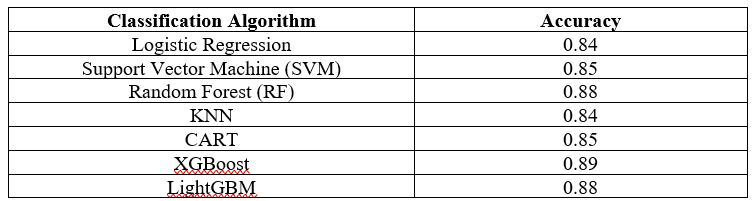 Classification Algorithm Accuracy
Logistic Regression 0.84
Support Vector Machine (SVM) 0.85
Random Forest (RF) 0.88
KNN 0.84
CART 0.85
XGBoost 0.89
LightGBM 0.88